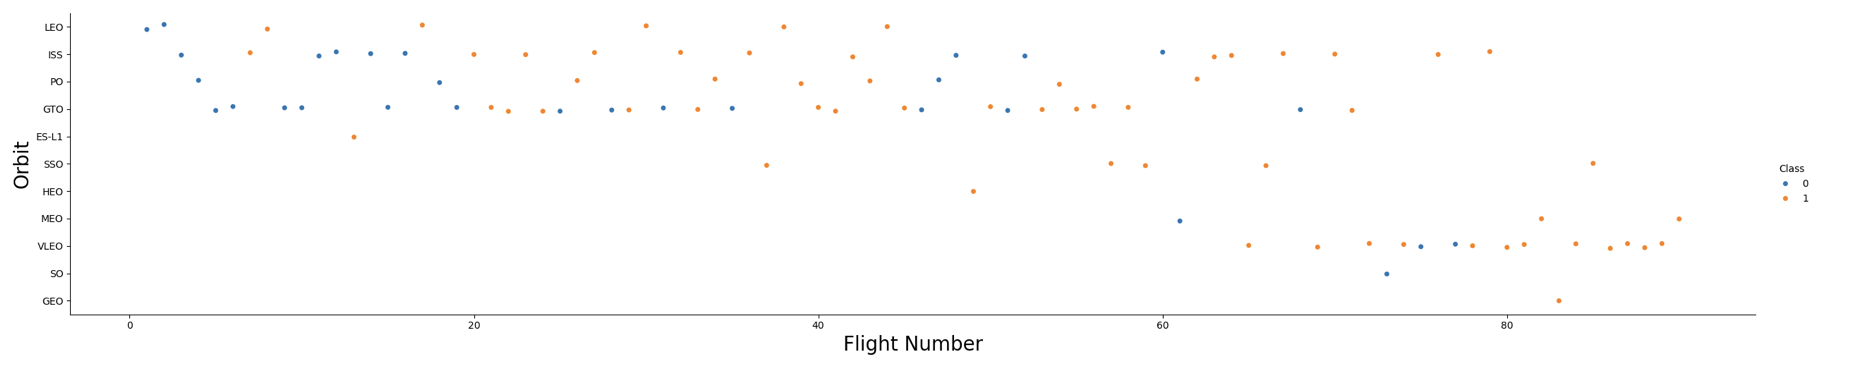 LEO
ISS
PO
GTO
ES-L1
SSO
HEO
MEO
VLEO
SO
GEO
Orbit
0 20 40 60 80
Flight Number
Class
0
1